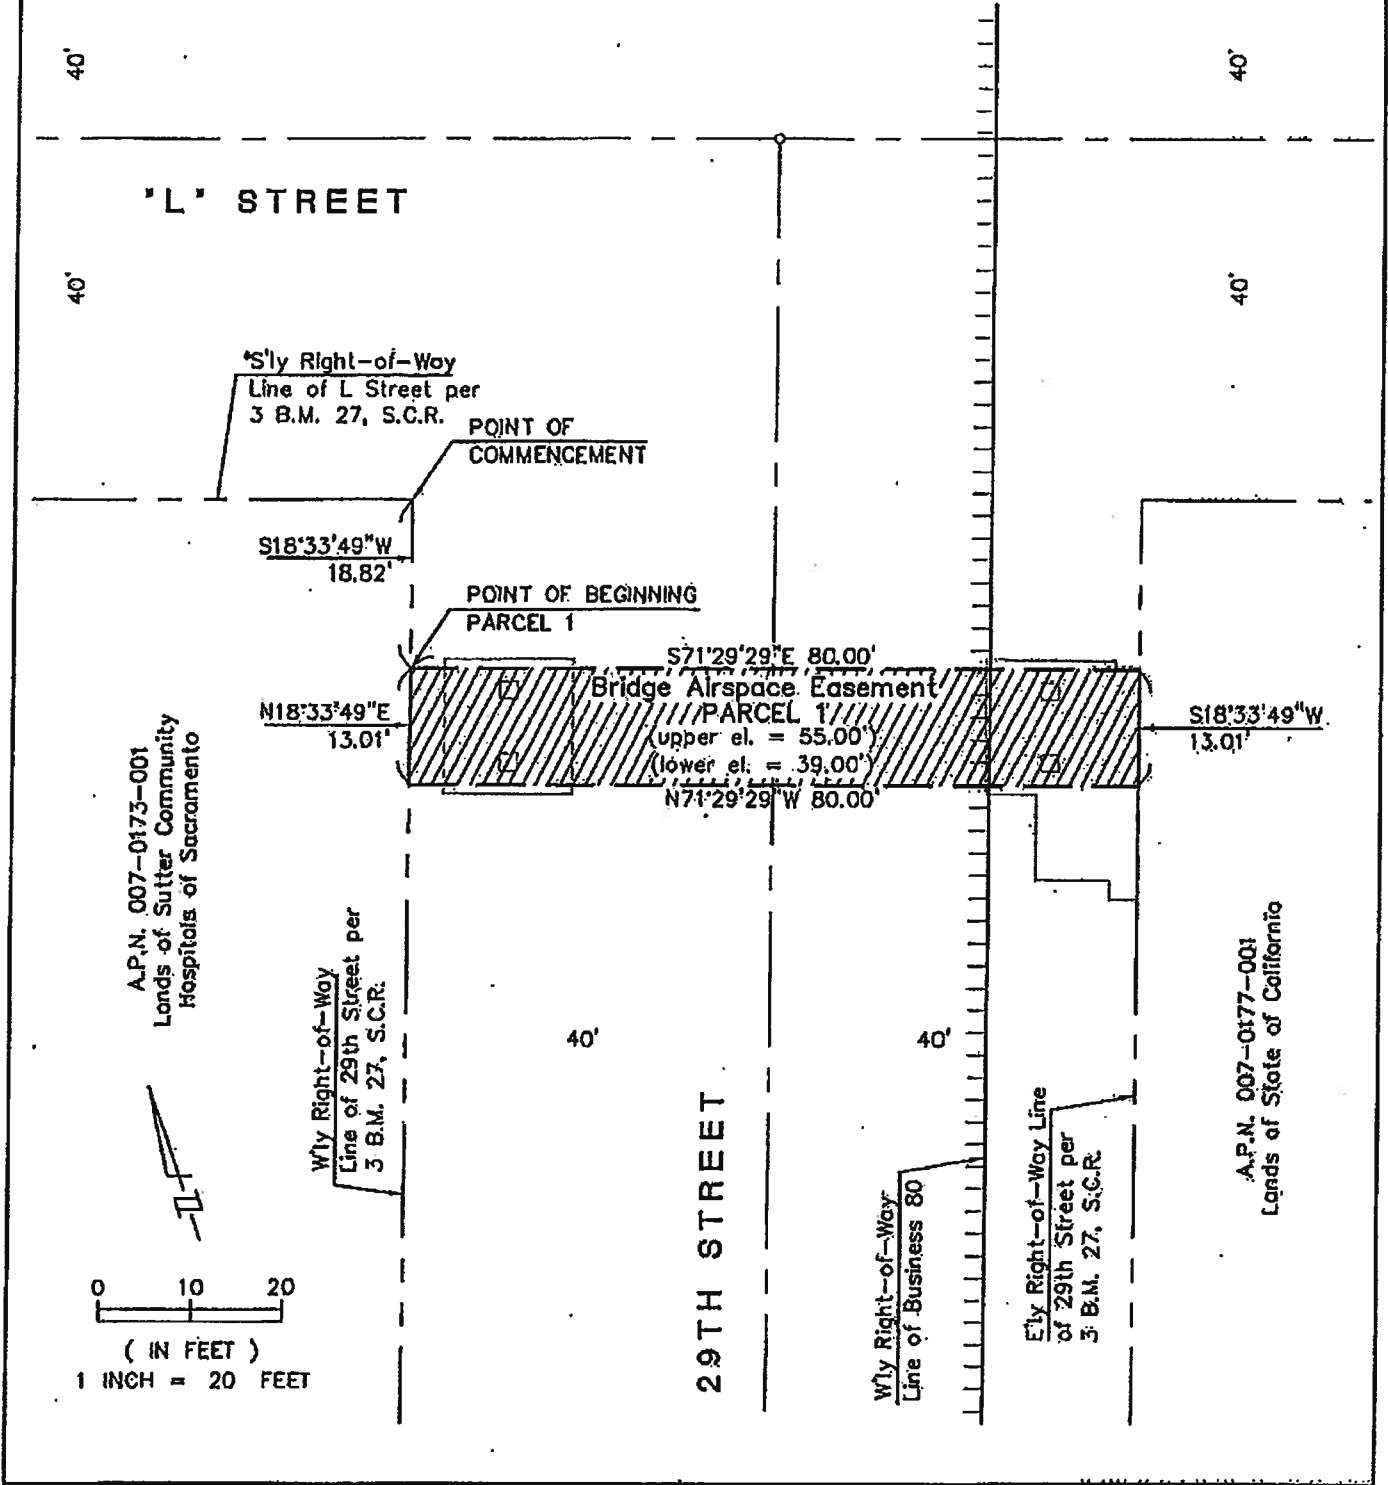 40'
40'
"L" STREET
40'
40'
S'ly Right-of-Way
Line of L Street per
3 B.M. 27, S.C.R.
POINT OF
COMMENCEMENT
S18°33'49"W
18.82'
POINT OF BEGINNING
PARCEL 1
S71°29'29"E 80.00'
Bridge Airspace Easement
PARCEL 1
(upper el. = 55.00')
(lower el. = 39.00')
N71°29'29"W 80.00'
N18°33'49"E
13.01'
S18°33'49"W
13.01'
A.P.N. 007-0173-001
Lands of Sutter Community
Hospitals of Sacramento
W'ly Right-of-Way
Line of 29th Street per
3 B.M. 27, S.C.R.
40'
40'
29TH STREET
W'ly Right-of-Way
Line of Business 80
E'ly Right-of-Way Line
of 29th Street per
3 B.M. 27, S.C.R.
A.P.N. 007-0177-001
Lands of State of California
0 10 20
( IN FEET )
1 INCH = 20 FEET